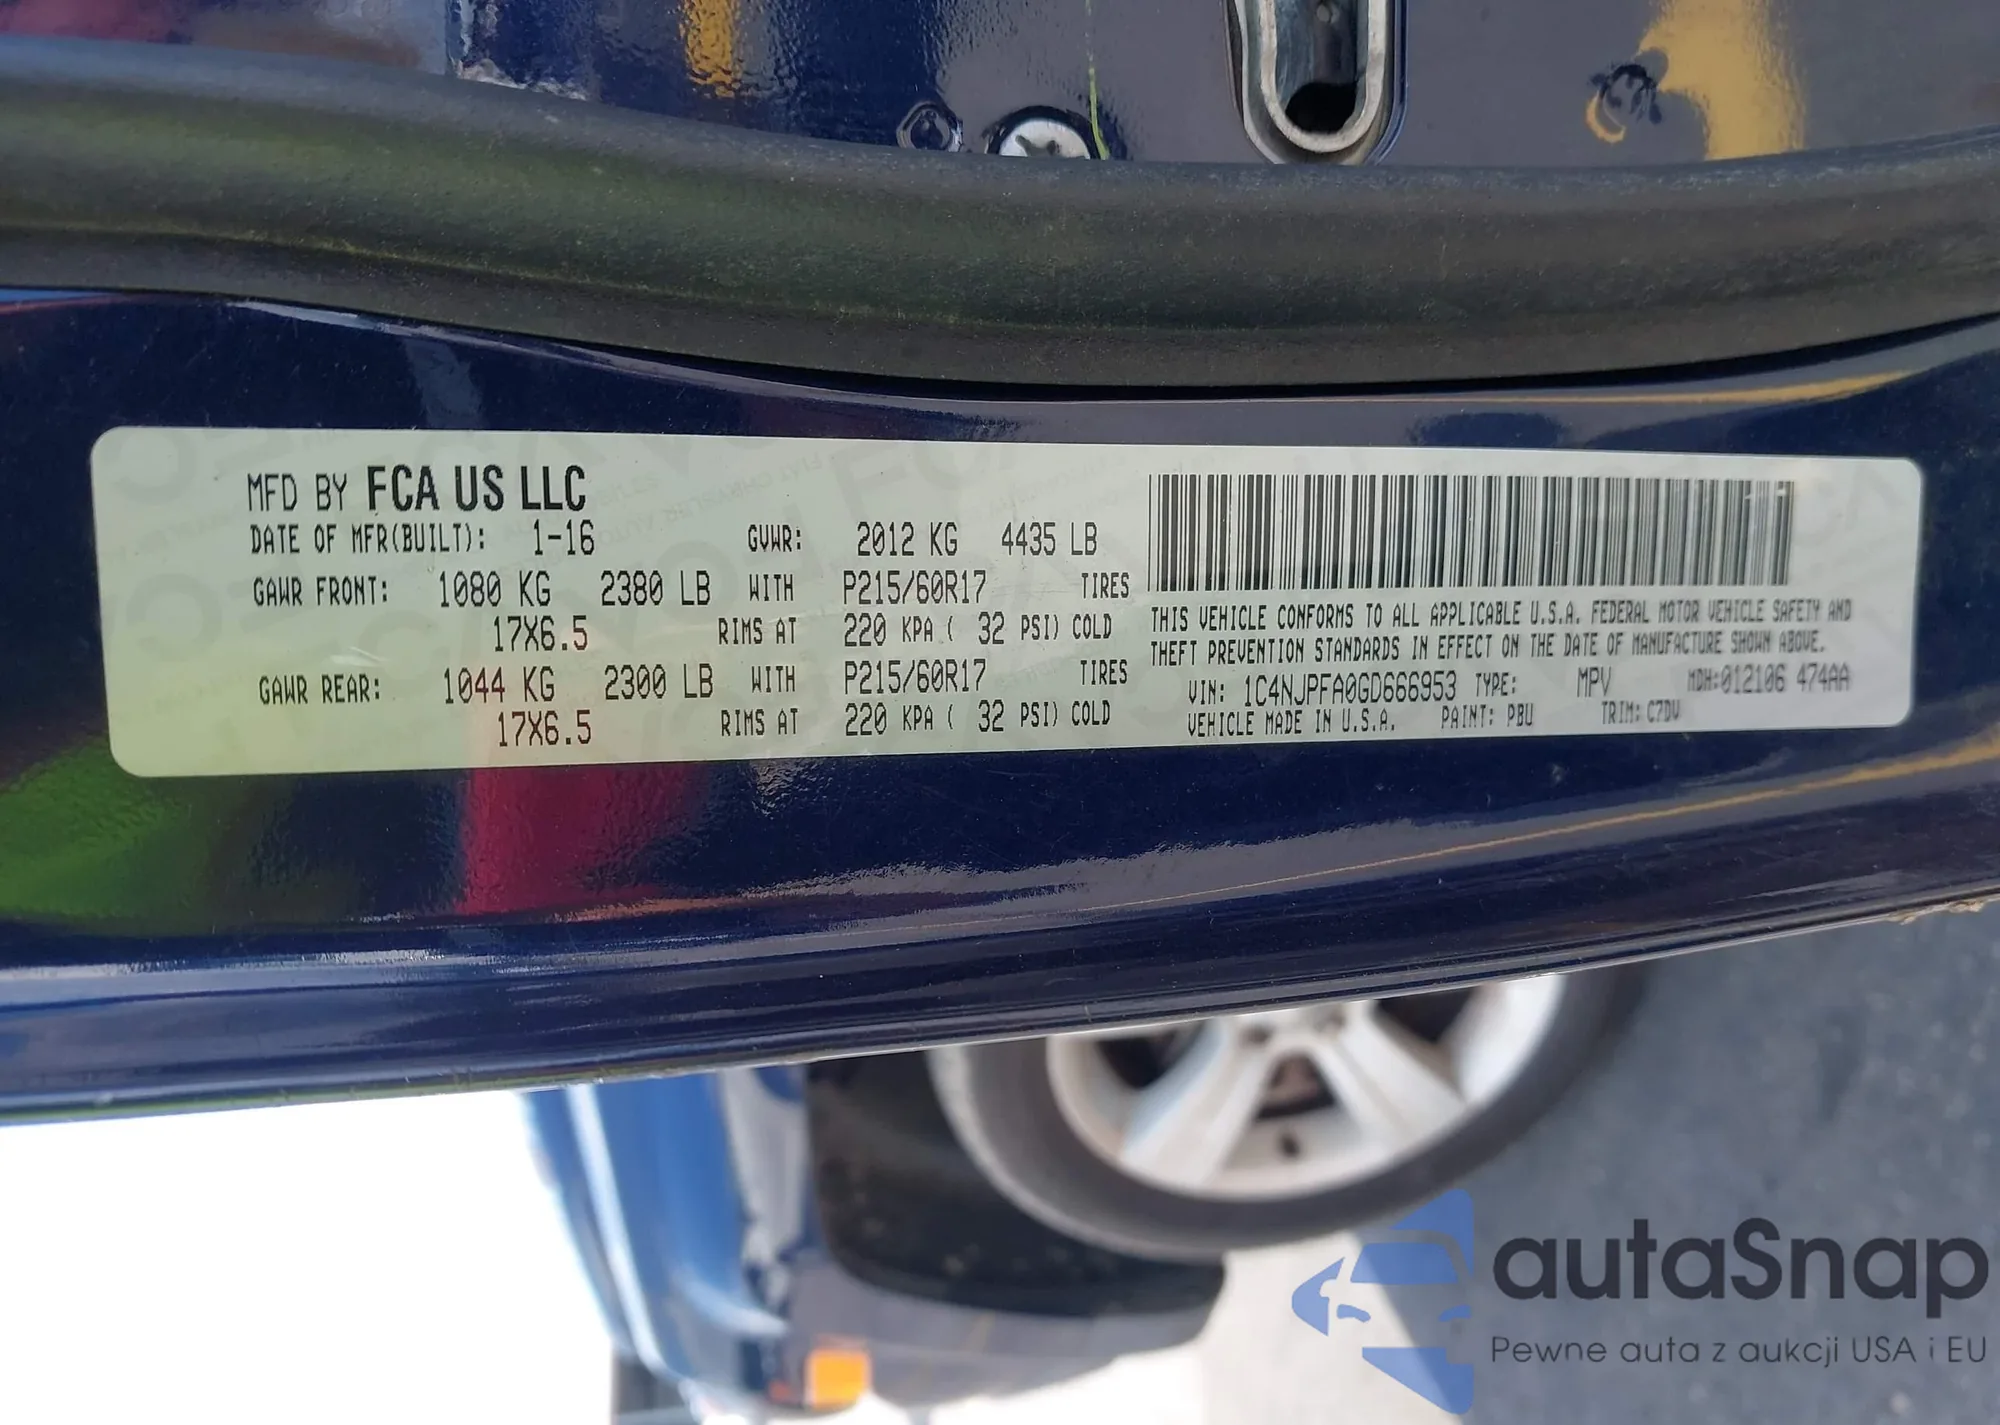 MFD BY FCA US LLC
DATE OF MFR(BUILT): 1-16 GVWR: 2012 KG 4435 LB
GAWR FRONT: 1080 KG 2380 LB WITH P215/60R17 TIRES
17X6.5 RIMS AT 220 KPA ( 32 PSI) COLD
GAWR REAR: 1044 KG 2300 LB WITH P215/60R17 TIRES
17X6.5 RIMS AT 220 KPA ( 32 PSI) COLD
THIS VEHICLE CONFORMS TO ALL APPLICABLE U.S.A. FEDERAL MOTOR VEHICLE SAFETY AND
THEFT PREVENTION STANDARDS IN EFFECT ON THE DATE OF MANUFACTURE SHOWN ABOVE.
VIN: 1C4NJPFA0GD666953 TYPE: MPV MDH:012106 474AA
VEHICLE MADE IN U.S.A. PAINT: PBU TRIM: C7DV
autaSnap
Pewne auta z aukcji USA i EU